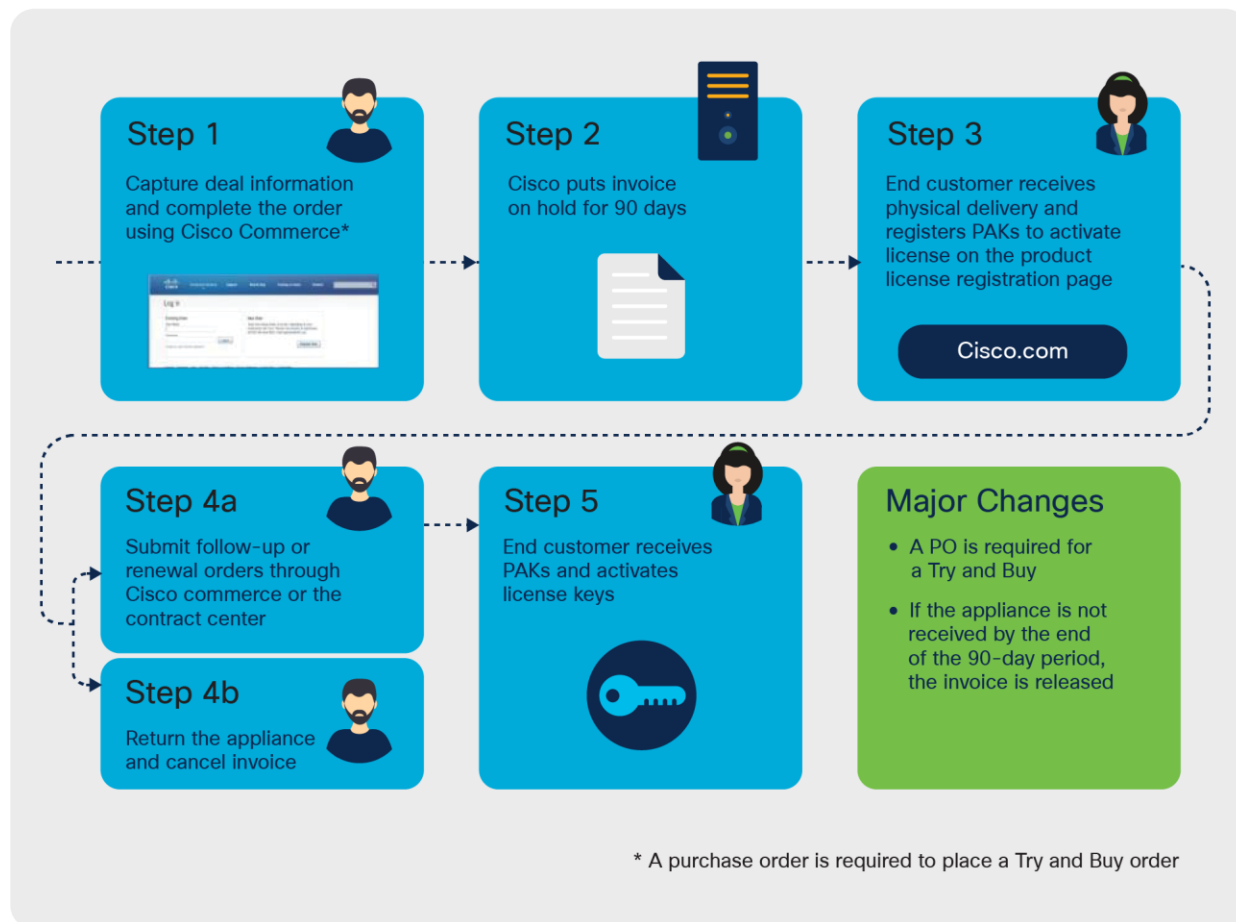 Step 1
Capture deal information
and complete the order
using Cisco Commerce*
Log In
Step 2
Cisco puts invoice
on hold for 90 days
Step 3
End customer receives
physical delivery and
registers PAKs to activate
license on the product
license registration page
Cisco.com
Step 4a
Submit follow-up or
renewal orders through
Cisco commerce or the
contract center
Step 4b
Return the appliance
and cancel invoice
Step 5
End customer receives
PAKs and activates
license keys
Major Changes
• A PO is required for
a Try and Buy
• If the appliance is not
received by the end
of the 90-day period,
the invoice is released
* A purchase order is required to place a Try and Buy order